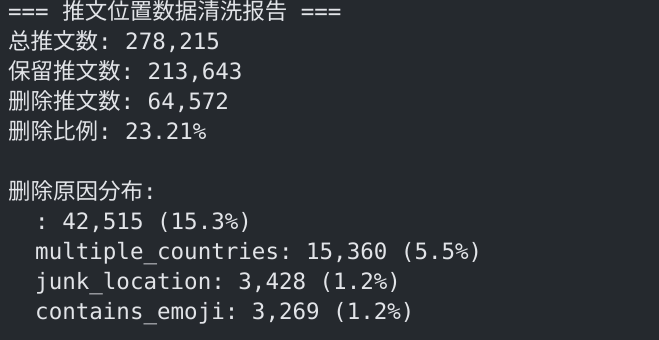 === 推文位置数据清洗报告 ===
总推文数: 278,215
保留推文数: 213,643
删除推文数: 64,572
删除比例: 23.21%
删除原因分布:
: 42,515 (15.3%)
multiple_countries: 15,360 (5.5%)
junk_location: 3,428 (1.2%)
contains_emoji: 3,269 (1.2%)